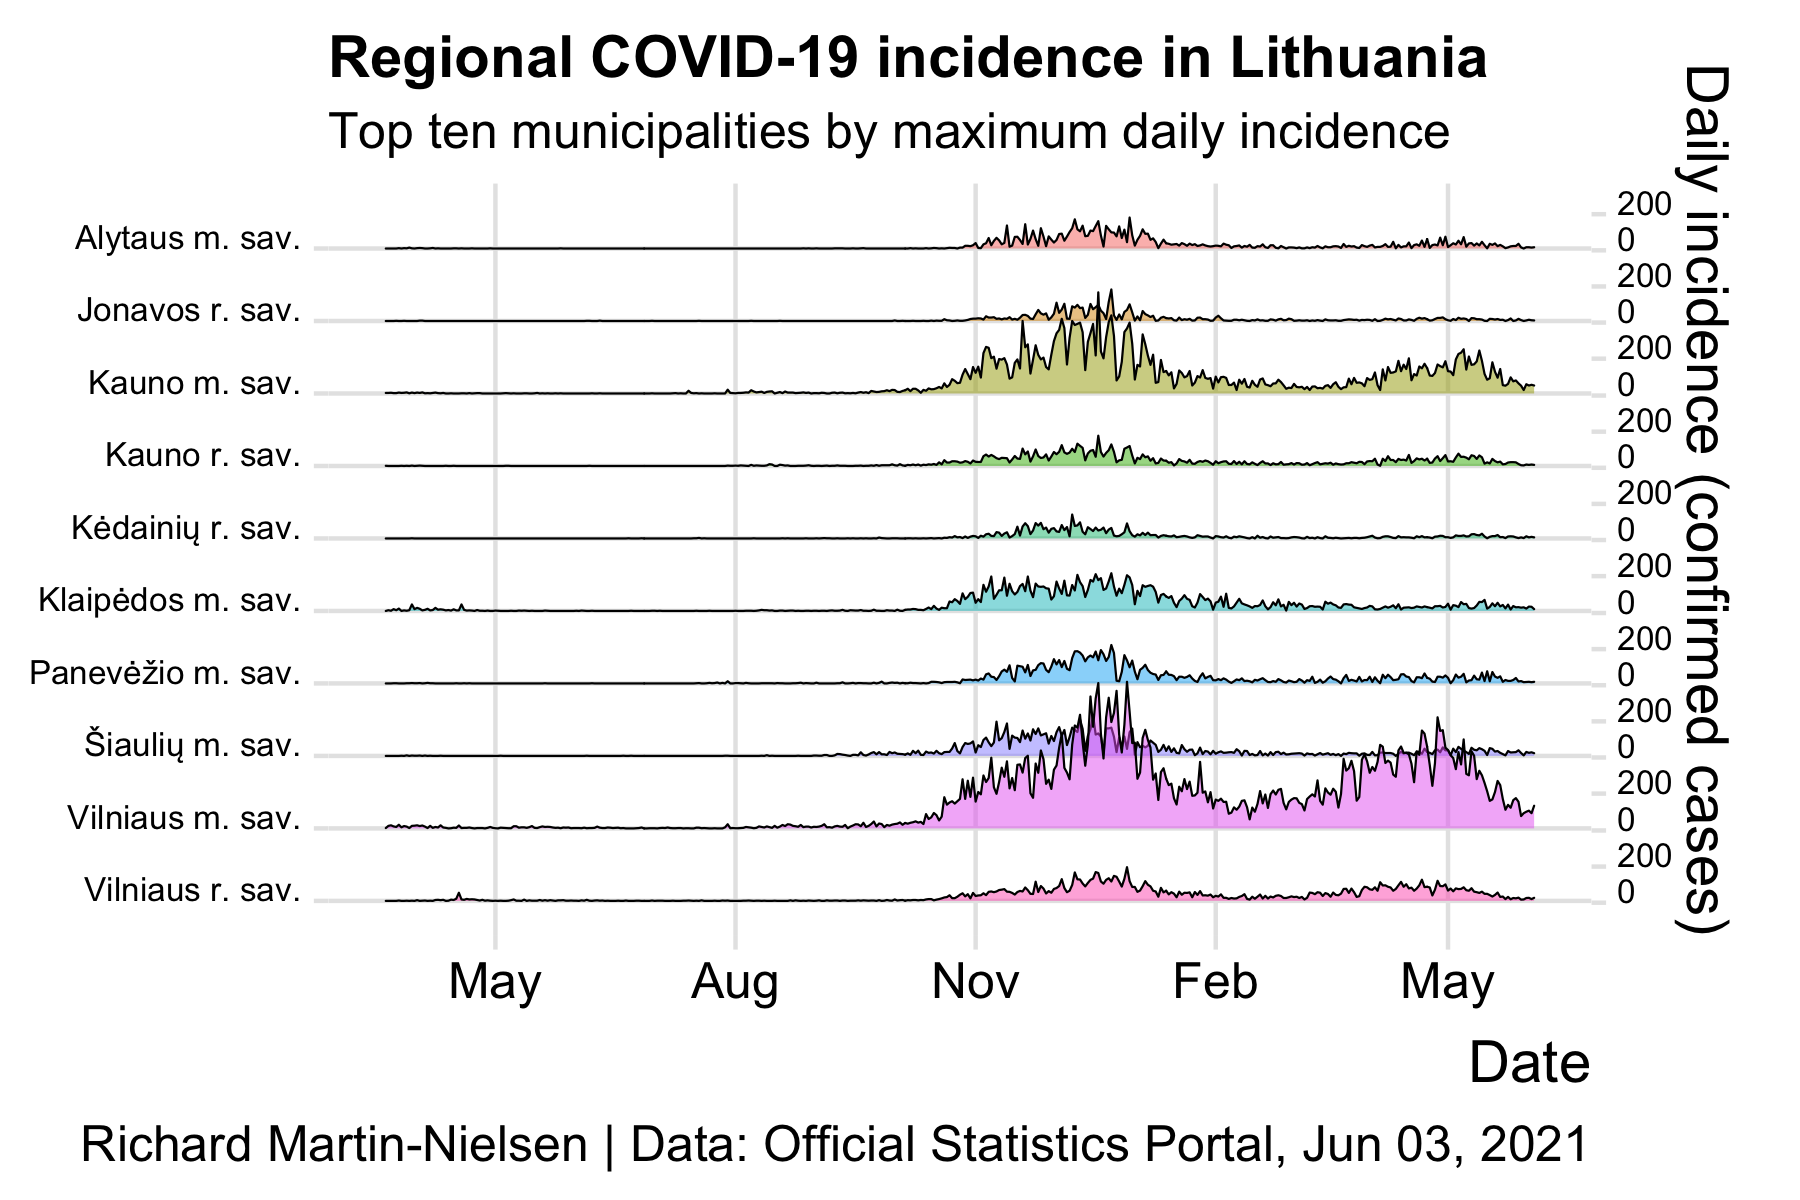 Regional COVID-19 incidence in Lithuania
Top ten municipalities by maximum daily incidence
Daily incidence (confirmed cases)
Alytaus m. sav.
200
0
Jonavos r. sav.
200
0
Kauno m. sav.
200
0
Kauno r. sav.
200
0
Kėdainių r. sav.
200
0
Klaipėdos m. sav.
200
0
Panevėžio m. sav.
200
0
Šiaulių m. sav.
200
0
Vilniaus m. sav.
200
0
Vilniaus r. sav.
200
0
May Aug Nov Feb May
Date
Richard Martin-Nielsen | Data: Official Statistics Portal, Jun 03, 2021